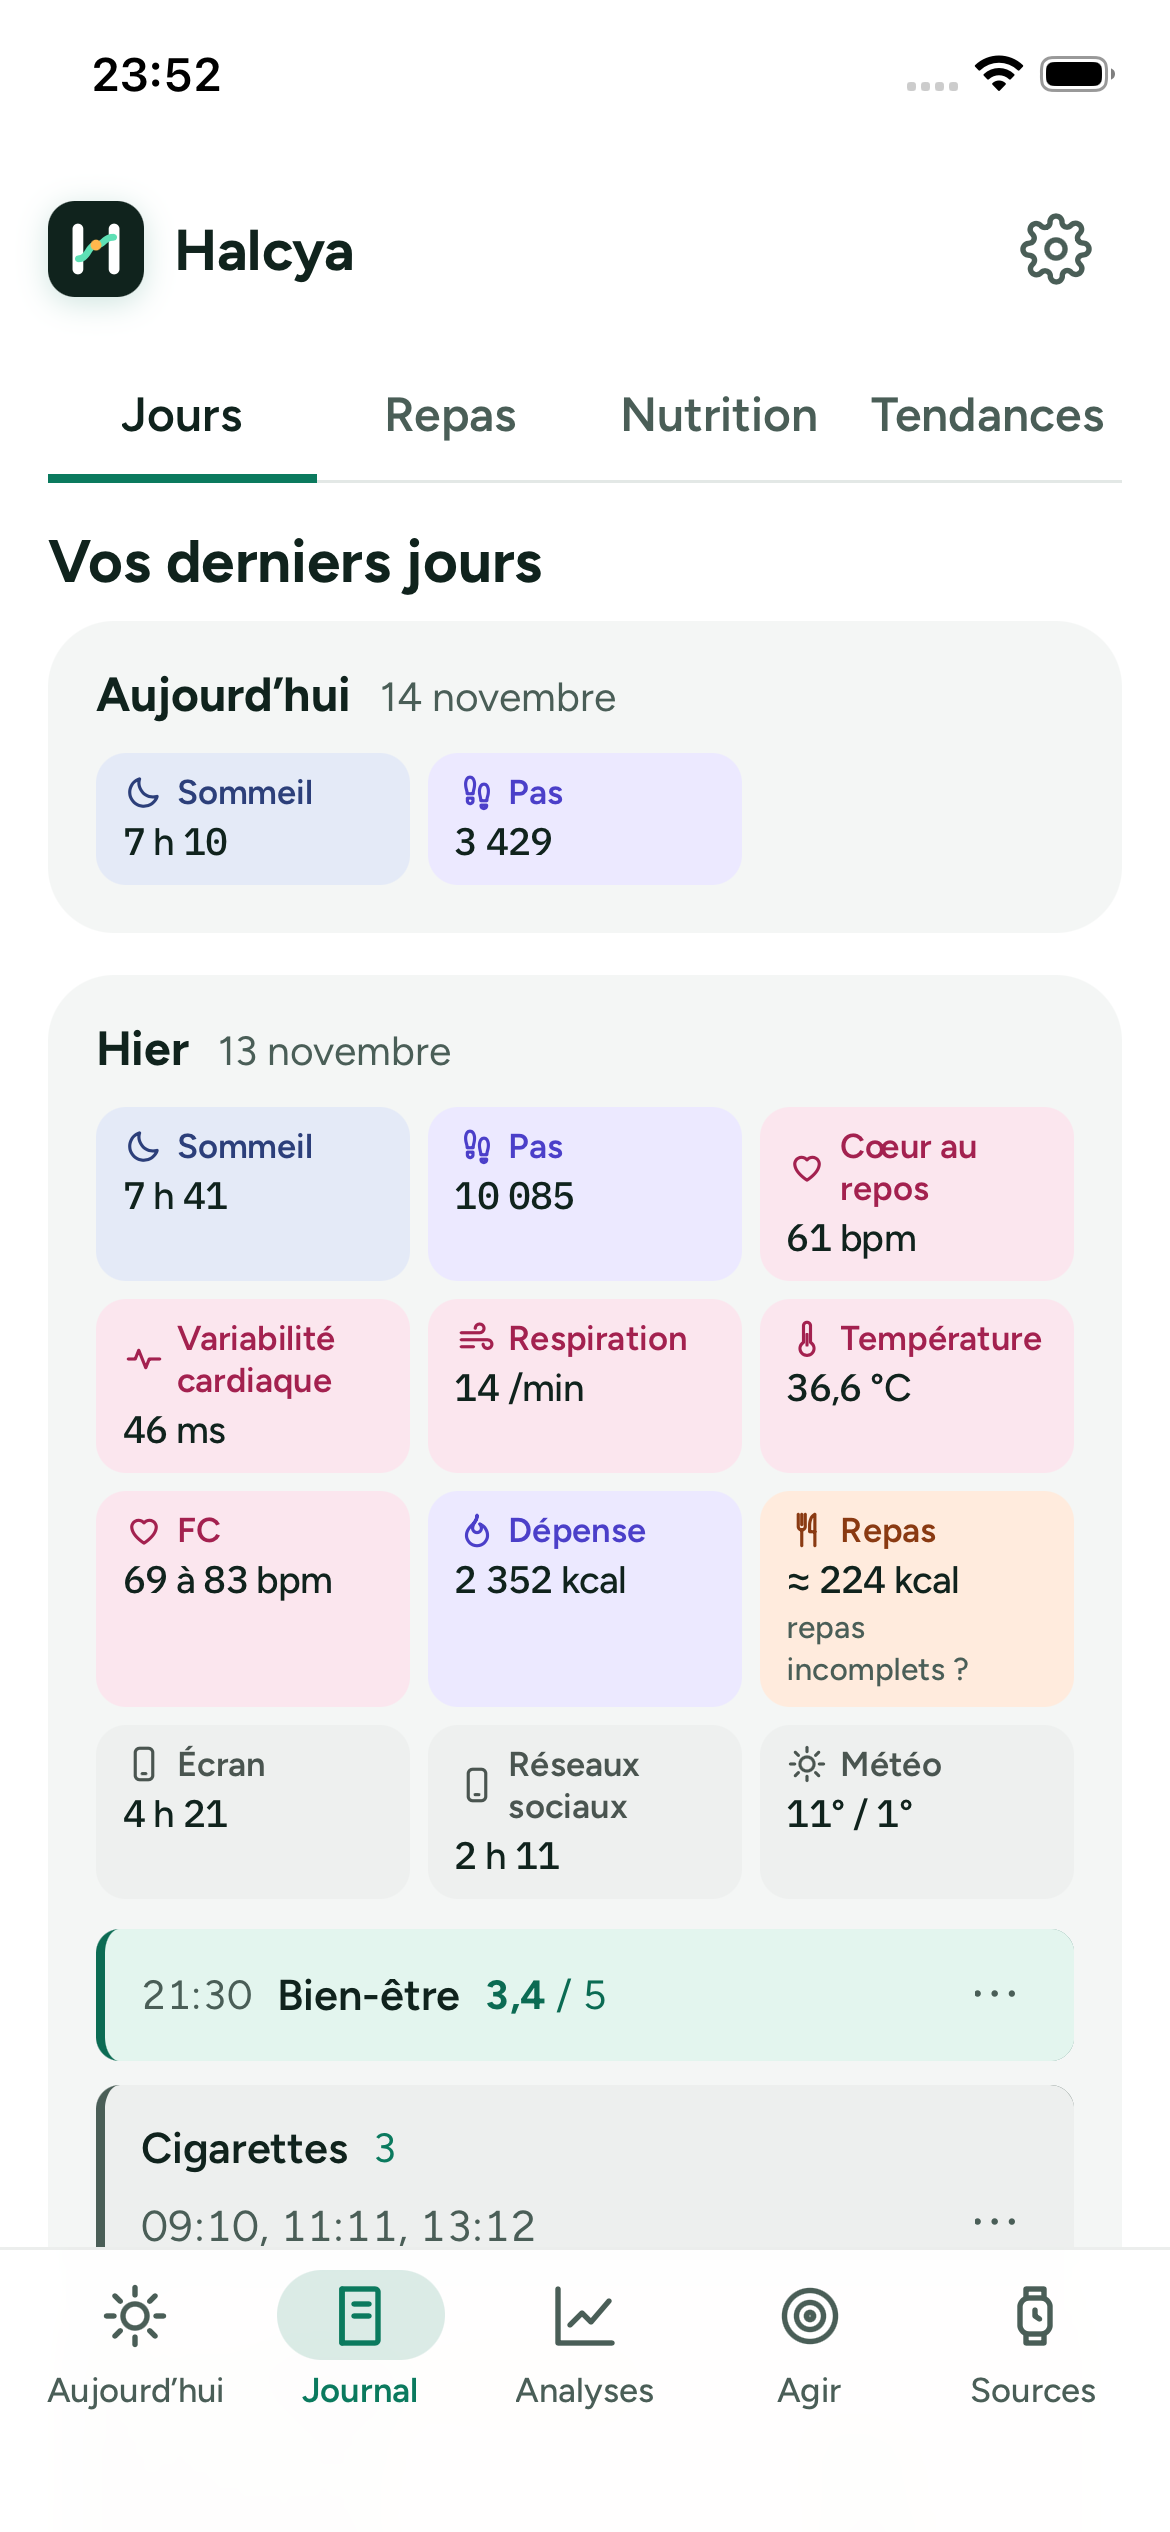 23:52
Halcya
Jours Repas Nutrition Tendances
Vos derniers jours
Aujourd’hui 14 novembre
Sommeil
7 h 10
Pas
3 429
Hier 13 novembre
Sommeil
7 h 41
Pas
10 085
Cœur au
repos
61 bpm
Variabilité
cardiaque
46 ms
Respiration
14 /min
Température
36,6 °C
FC
69 à 83 bpm
Dépense
2 352 kcal
Repas
≈ 224 kcal
repas
incomplets ?
Écran
4 h 21
Réseaux
sociaux
2 h 11
Météo
11° / 1°
21:30 Bien-être 3,4 / 5
Cigarettes 3
09:10, 11:11, 13:12
Aujourd’hui Journal Analyses Agir Sources